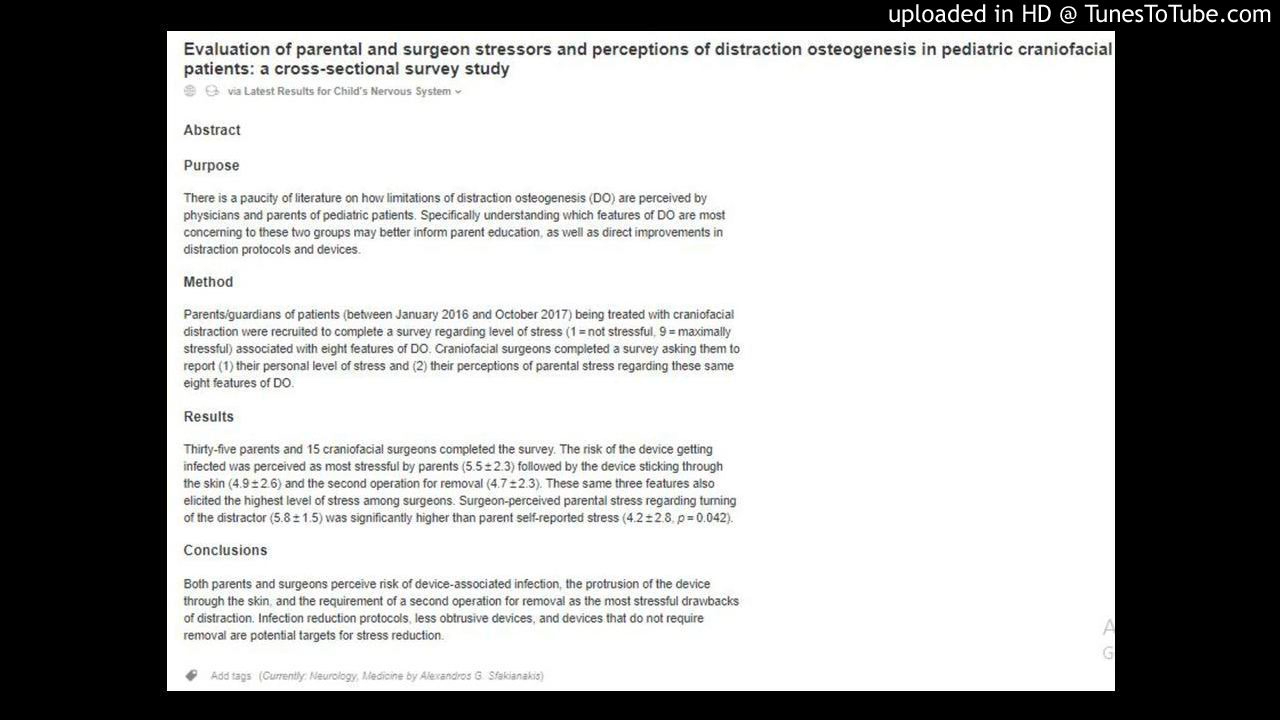 uploaded in HD @ TunesToTube.com
Evaluation of parental and surgeon stressors and perceptions of distraction osteogenesis in pediatric craniofacial
patients: a cross-sectional survey study
via Latest Results for Child's Nervous System
Abstract
Purpose
There is a paucity of literature on how limitations of distraction osteogenesis (DO) are perceived by
physicians and parents of pediatric patients. Specifically understanding which features of DO are most
concerning to these two groups may better inform parent education, as well as direct improvements in
distraction protocols and devices.
Method
Parents/guardians of patients (between January 2016 and October 2017) being treated with craniofacial
distraction were recruited to complete a survey regarding level of stress (1 = not stressful, 9 = maximally
stressful) associated with eight features of DO. Craniofacial surgeons completed a survey asking them to
report (1) their personal level of stress and (2) their perceptions of parental stress regarding these same
eight features of DO.
Results
Thirty-five parents and 15 craniofacial surgeons completed the survey. The risk of the device getting
infected was perceived as most stressful by parents (5.5 ± 2.3) followed by the device sticking through
the skin (4.9 ± 2.6) and the second operation for removal (4.7 ± 2.3). These same three features also
elicited the highest level of stress among surgeons. Surgeon-perceived parental stress regarding turning
of the distractor (5.8 ± 1.5) was significantly higher than parent self-reported stress (4.2 ± 2.8, p = 0.042).
Conclusions
Both parents and surgeons perceive risk of device-associated infection, the protrusion of the device
through the skin, and the requirement of a second operation for removal as the most stressful drawbacks
of distraction. Infection reduction protocols, less obtrusive devices, and devices that do not require
removal are potential targets for stress reduction.
A
G
Add tags (Currently: Neurology, Medicine by Alexandros G. Sfakianakis)